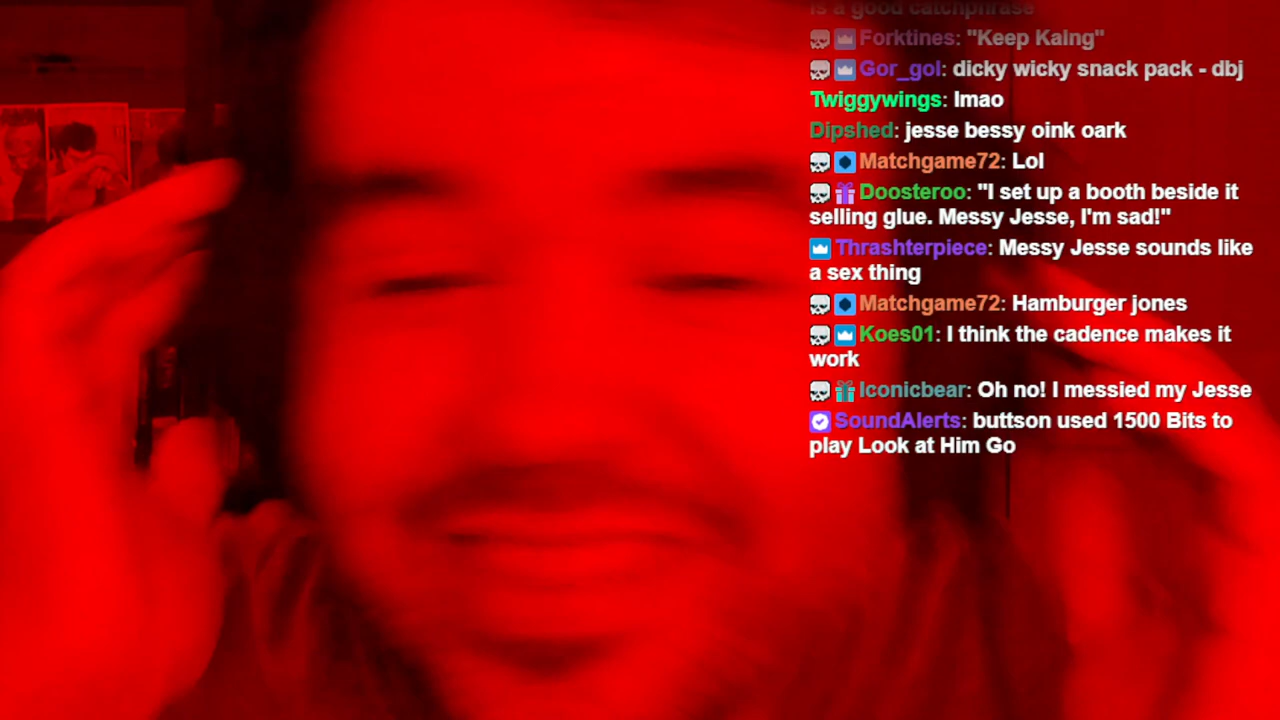 is a good catchphrase
Forktines: "Keep Kalng"
Gor_gol: dicky wicky snack pack - dbj
Twiggywings: lmao
Dipshed: jesse bessy oink oark
Matchgame72: Lol
Doosteroo: "I set up a booth beside it
selling glue. Messy Jesse, I'm sad!"
Thrashterpiece: Messy Jesse sounds like
a sex thing
Matchgame72: Hamburger jones
Koes01: I think the cadence makes it
work
Iconicbear: Oh no! I messied my Jesse
SoundAlerts: buttson used 1500 Bits to
play Look at Him Go